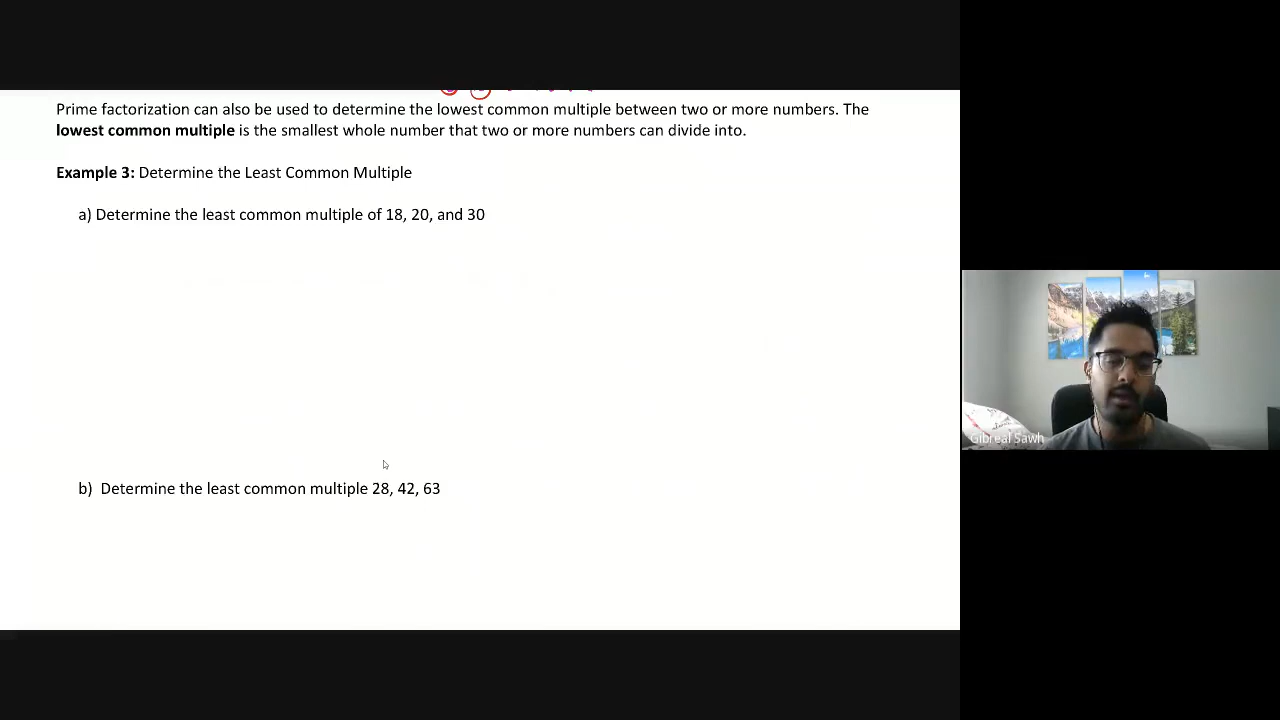 Prime factorization can also be used to determine the lowest common multiple between two or more numbers. The
lowest common multiple is the smallest whole number that two or more numbers can divide into.
Example 3: Determine the Least Common Multiple
a) Determine the least common multiple of 18, 20, and 30
b) Determine the least common multiple 28, 42, 63
Gibreal Sawh